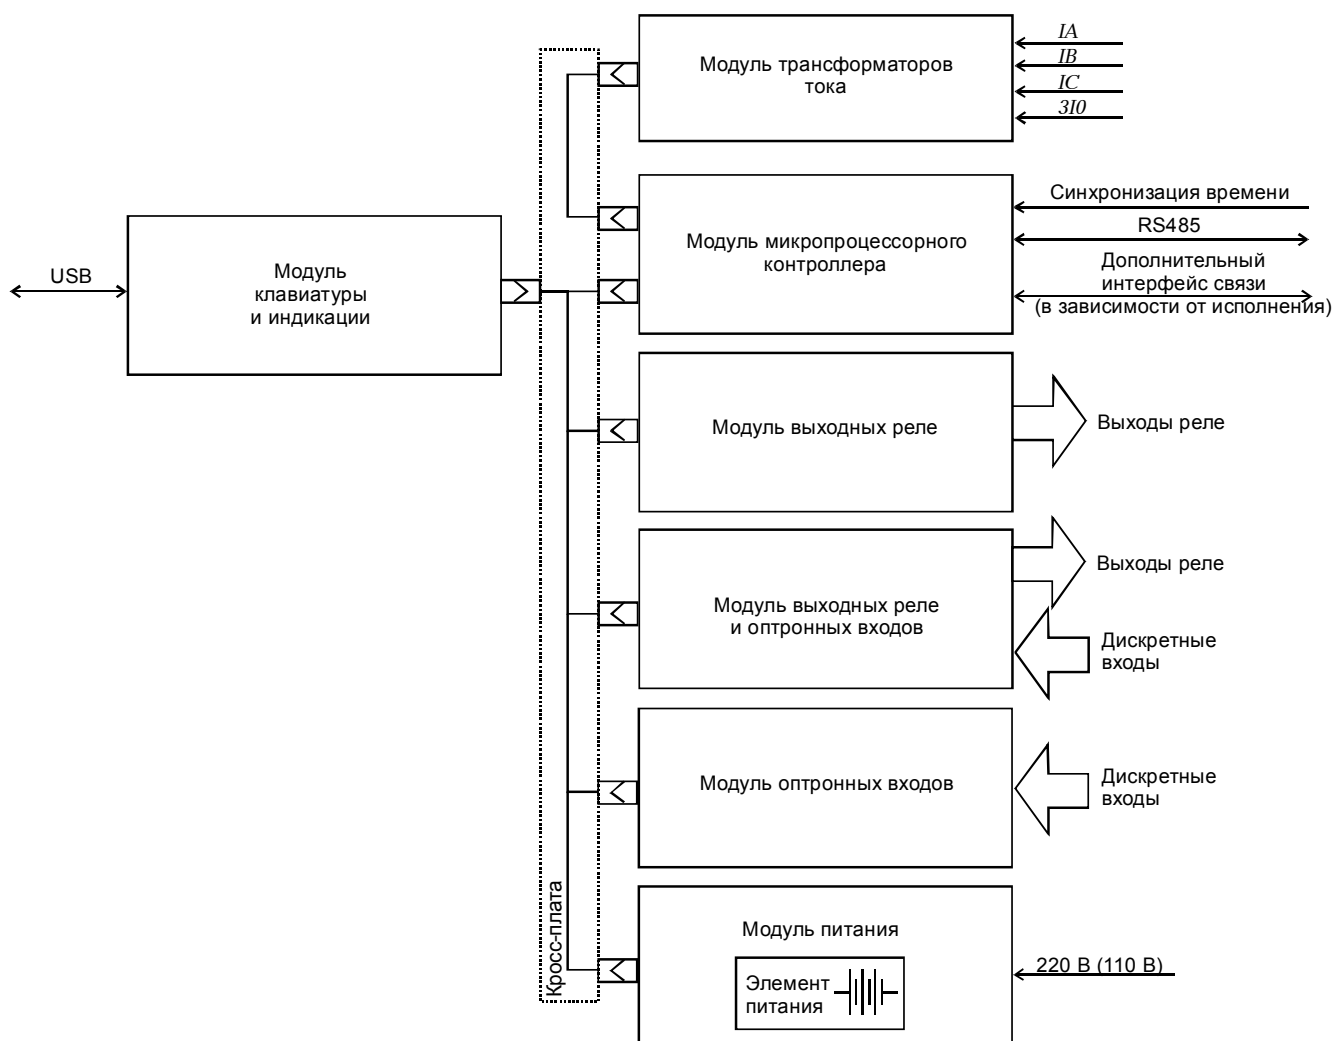 Модуль трансформаторов
тока
IA
IB
IC
3I0
Модуль микропроцессорного
контроллера
Синхронизация времени
RS485
Дополнительный
интерфейс связи
(в зависимости от исполнения)
USB
Модуль
клавиатуры
и индикации
Модуль выходных реле
Выходы реле
Модуль выходных реле
и оптронных входов
Выходы реле
Дискретные
входы
Модуль оптронных входов
Дискретные
входы
Кросс-плата
Модуль питания
Элемент
питания
220 В (110 В)